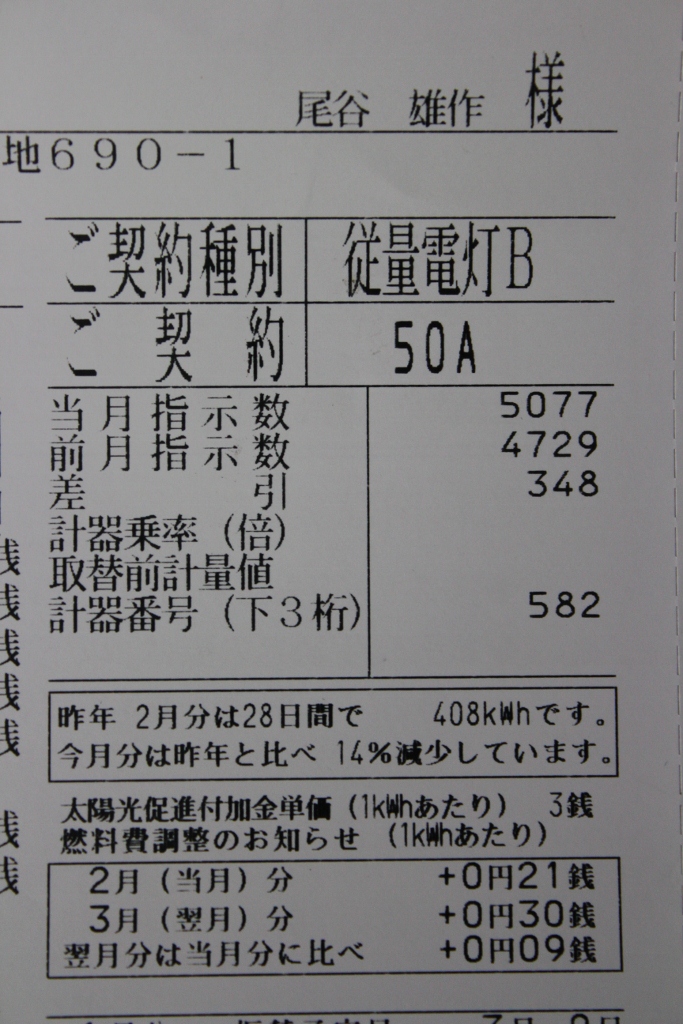 尾谷 雄作 様
地690-1
ご契約種別 従量電灯B
ご契約 50A
当月指示数 5077
前月指示数 4729
差引 348
計器乗率(倍)
取替前計量値
計器番号(下3桁) 582
昨年 2月分は28日間で 408kWhです。
今月分は昨年と比べ 14%減少しています。
太陽光促進付加金単価(1kWhあたり) 3銭
燃料費調整のお知らせ(1kWhあたり)
2月(当月)分 +0円21銭
3月(翌月)分 +0円30銭
翌月分は当月分に比べ +0円09銭
銭
銭
銭
銭
銭
銭
銭